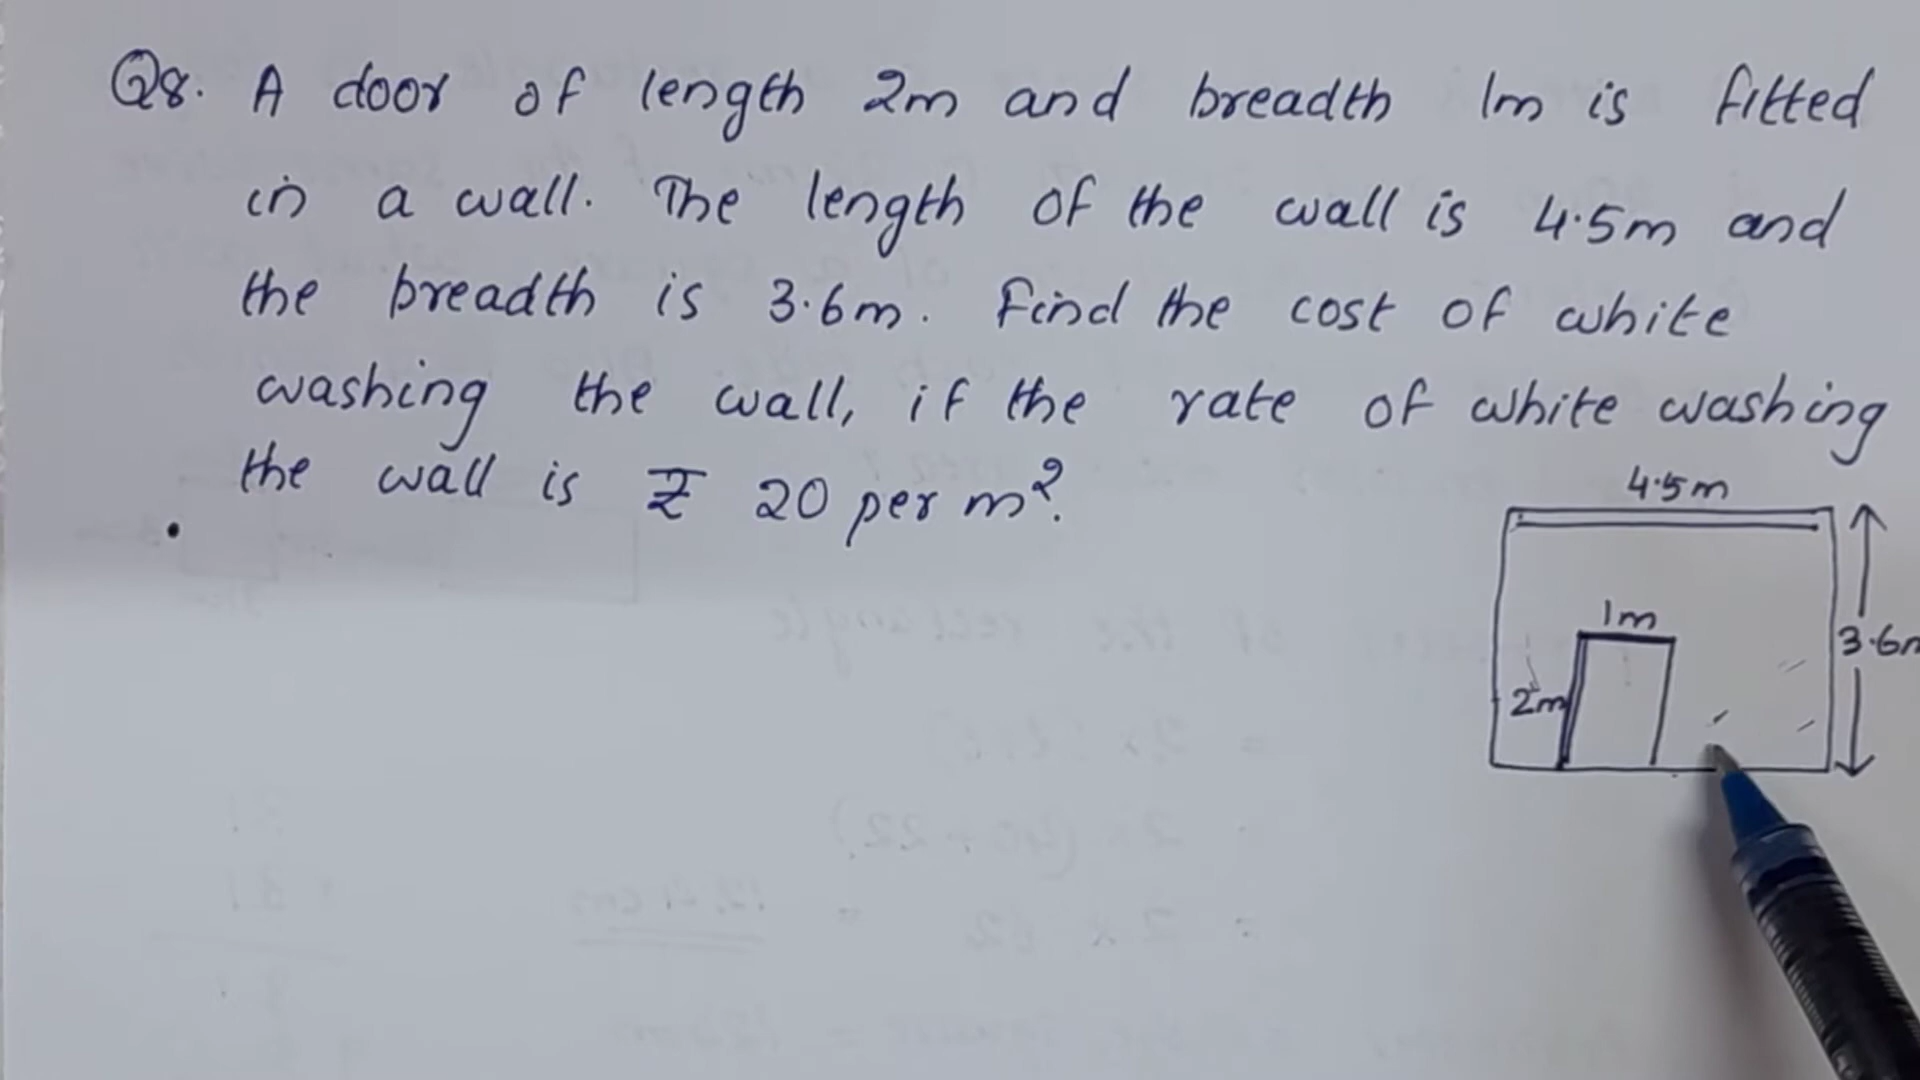 Q8. A door of length 2m and breadth 1m is fitted
in a wall. The length of the wall is 4.5m and
the breadth is 3.6m. Find the cost of white
washing the wall, if the rate of white washing
the wall is ₹ 20 per m².
4.5m
1m
3.6m
2m